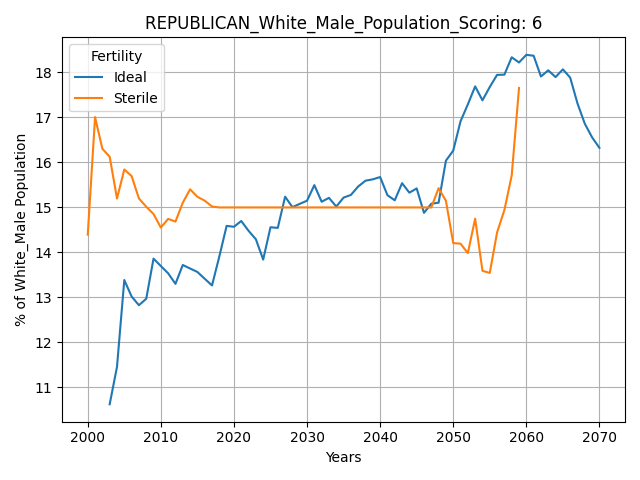 REPUBLICAN_White_Male_Population_Scoring: 6
Fertility
Ideal
Sterile
% of White_Male Population
18
17
16
15
14
13
12
11
2000 2010 2020 2030 2040 2050 2060 2070
Years